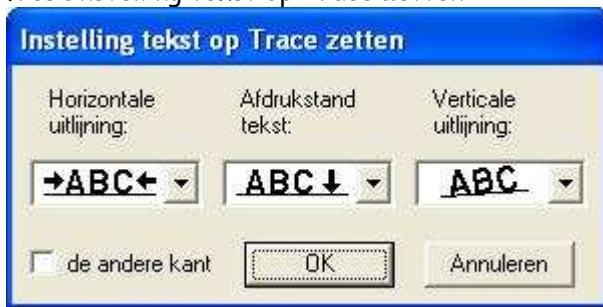 Instelling tekst op Trace zetten
Horizontale uitlijning:
Afdrukstand tekst:
Verticale uitlijning:
→ABC←
ABC↓
ABC
de andere kant
OK
Annuleren